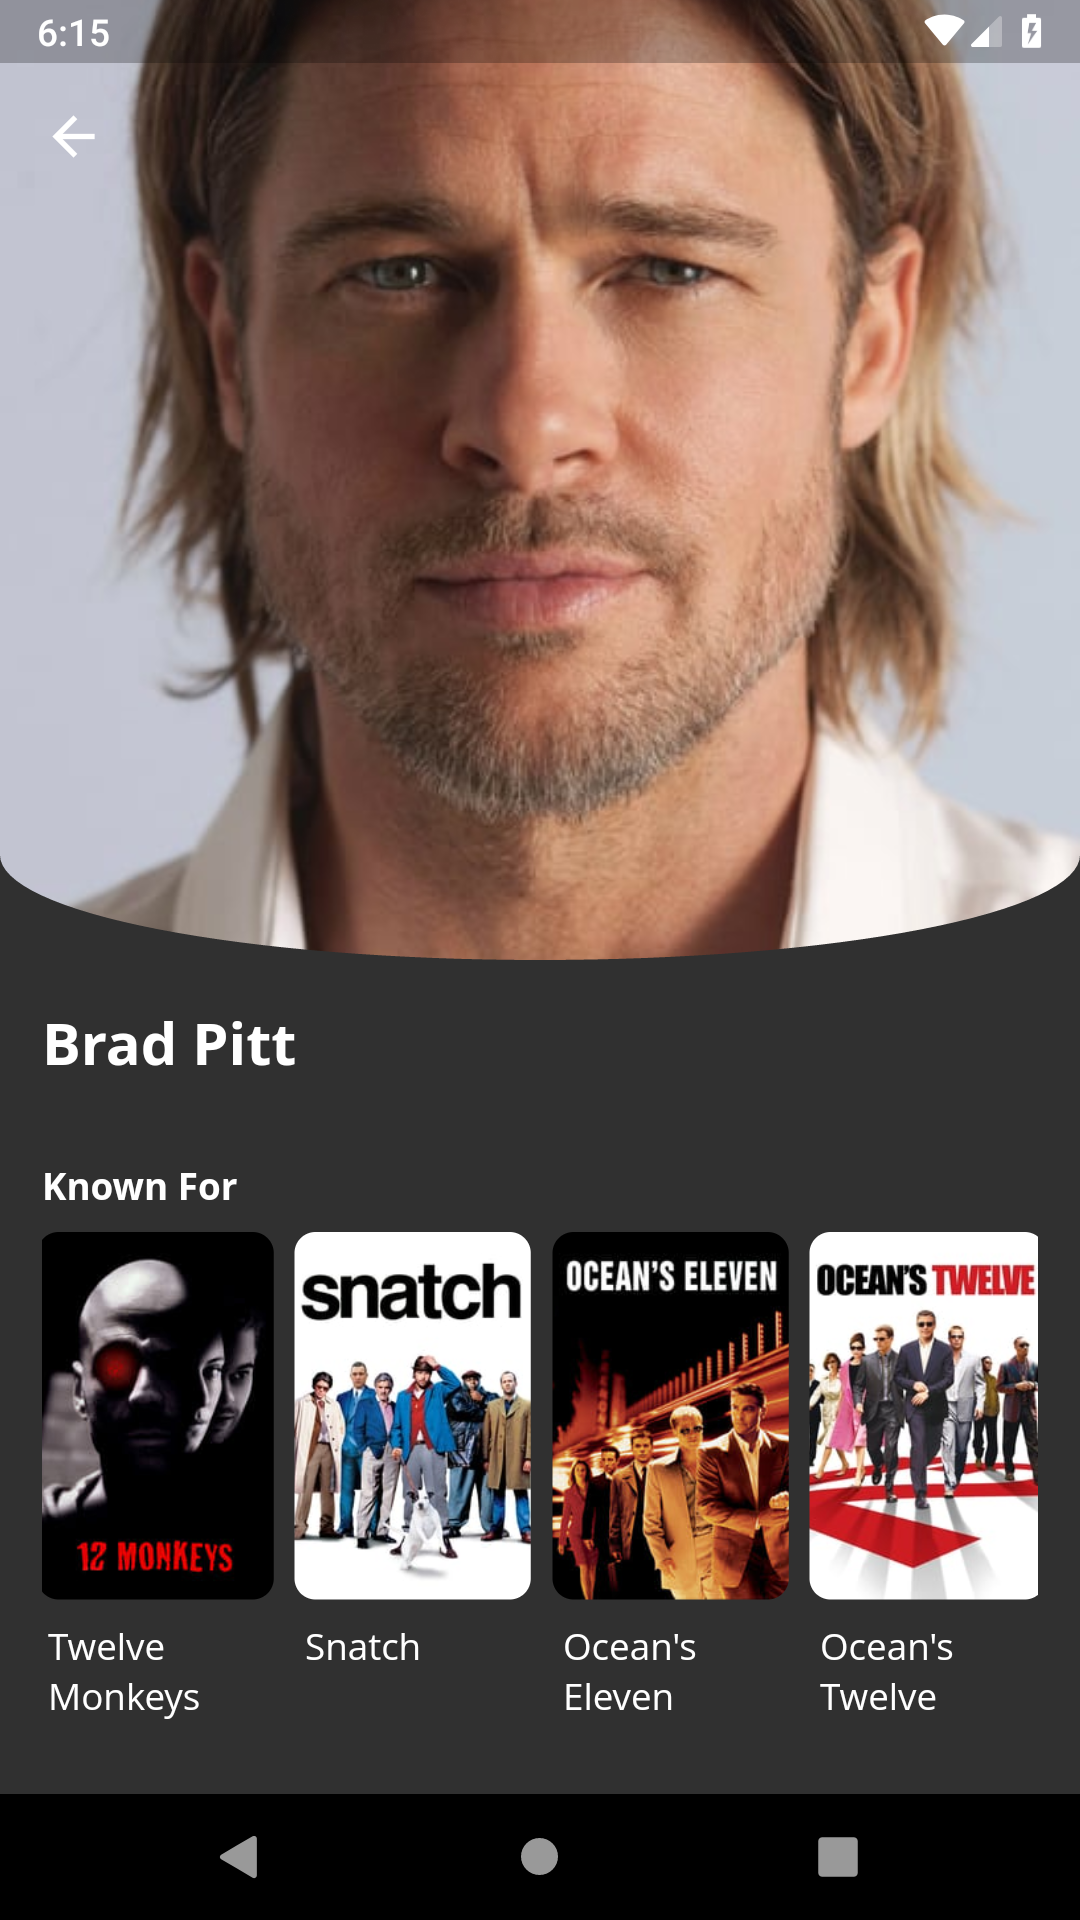 6:15
Brad Pitt
Known For
12 MONKEYS
snatch
OCEAN'S ELEVEN
OCEAN'S TWELVE
Twelve
Monkeys
Snatch
Ocean's
Eleven
Ocean's
Twelve